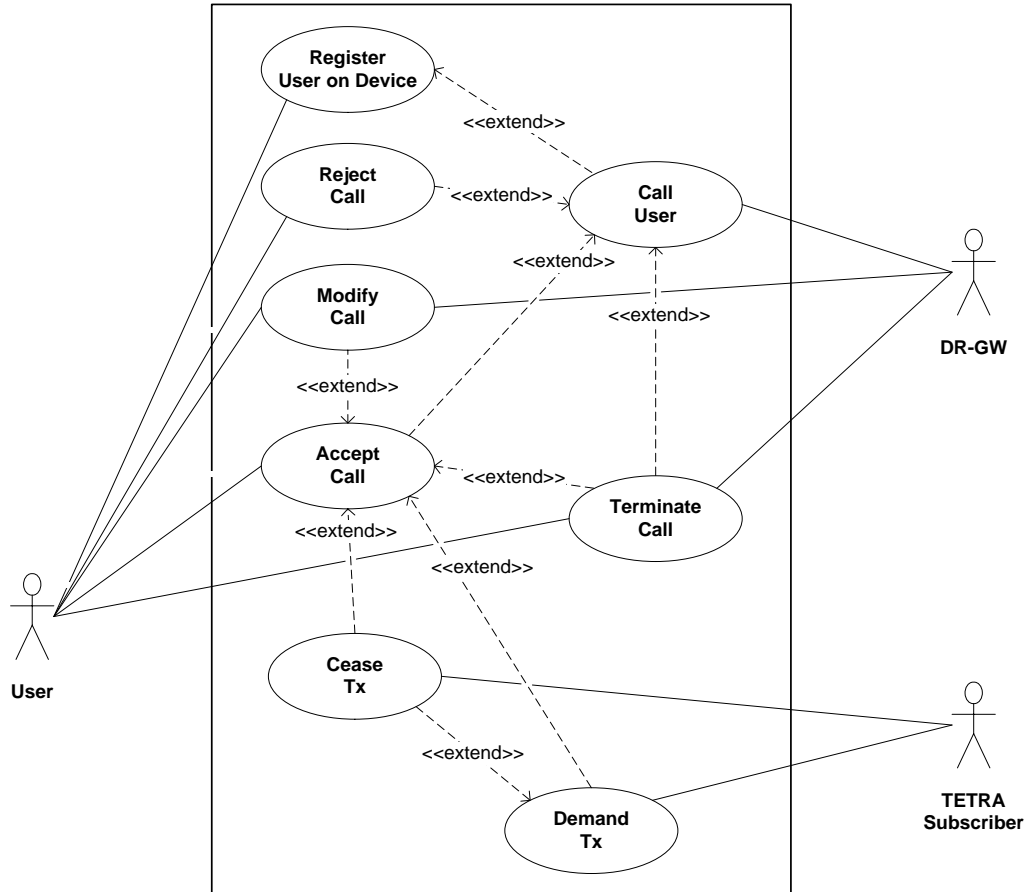 Register
User on Device
<<extend>>
Reject
Call
<<extend>>
Call
User
<<extend>>
Modify
Call
<<extend>>
DR-GW
<<extend>>
Accept
Call
<<extend>>
Terminate
Call
<<extend>>
<<extend>>
Cease
Tx
User
<<extend>>
Demand
Tx
TETRA
Subscriber